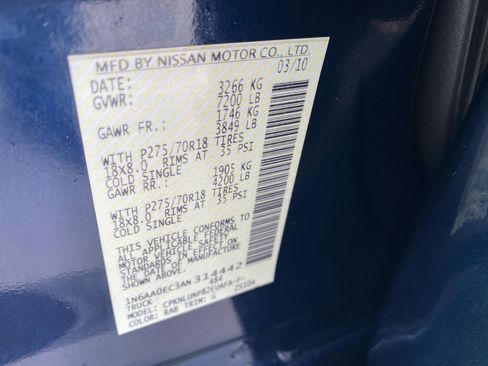 MFD BY NISSAN MOTOR CO., LTD.
DATE: 03/10
GVWR: 3266 KG
7200 LB
GAWR FR.: 1746 KG
3849 LB
WITH P275/70R18 TIRES
18X8.0 RIMS AT 35 PSI
COLD SINGLE
GAWR RR.: 1905 KG
4200 LB
WITH P275/70R18 TIRES
18X8.0 RIMS AT 35 PSI
COLD SINGLE
THIS VEHICLE CONFORMS TO
ALL APPLICABLE FEDERAL
MOTOR VEHICLE SAFETY
STANDARDS IN EFFECT ON
THE DATE OF MANUFACTURE
SHOWN ABOVE.
1N6AA0EC3AN314442
TRUCK
MODEL:
COLOR: RAB TRIM: G